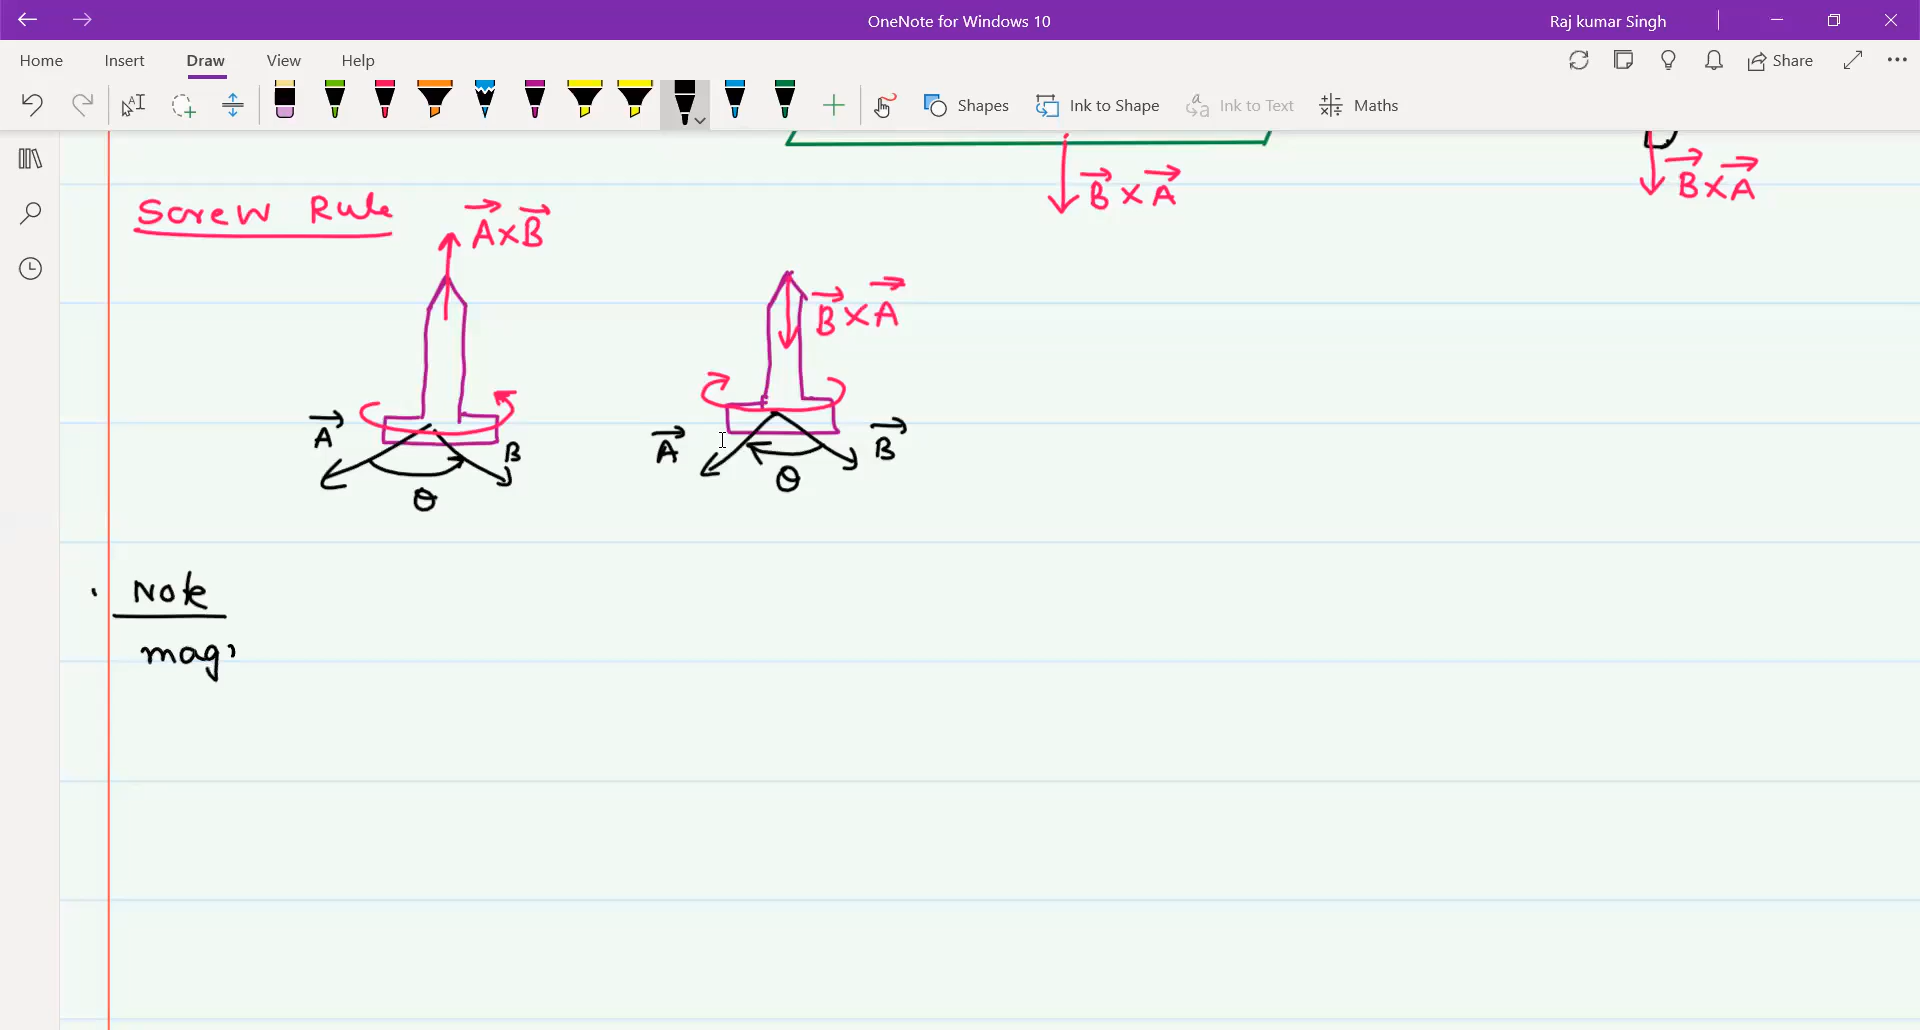 OneNote for Windows 10
Raj kumar Singh
Home Insert Draw View Help
Share
Shapes Ink to Shape Ink to Text Maths
B⃗ × A⃗
B⃗ × A⃗
Screw Rule
A⃗ × B⃗
B⃗ × A⃗
A⃗ B
θ
A⃗ B⃗
θ
Note
mag